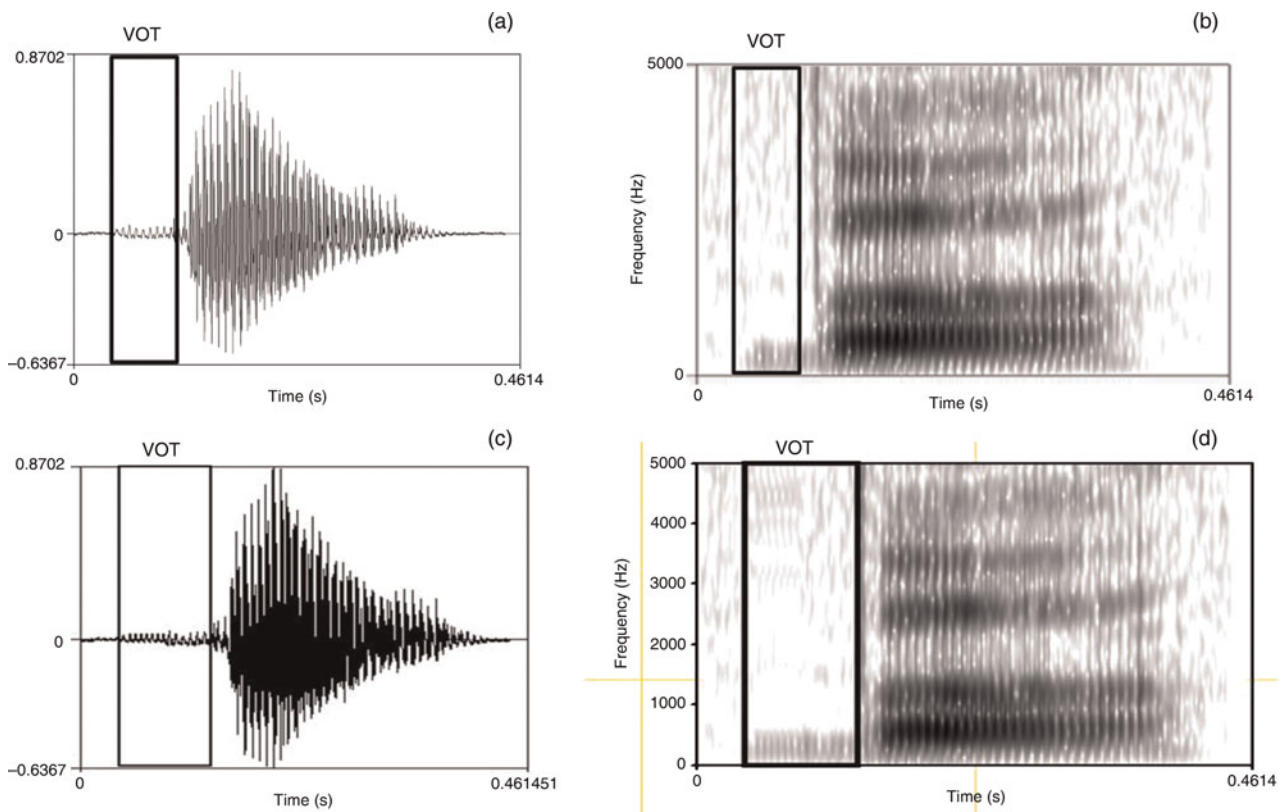 (a)
VOT
0.8702
0
–0.6367
0
0.4614
Time (s)
(b)
VOT
5000
Frequency (Hz)
0
0
0.4614
Time (s)
(c)
VOT
0.8702
0
–0.6367
0
0.461451
Time (s)
(d)
VOT
5000
4000
3000
2000
1000
0
Frequency (Hz)
0
0.4614
Time (s)